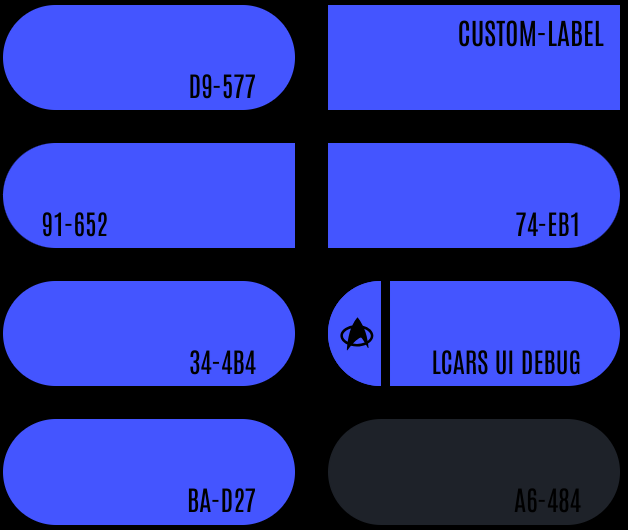 D9-577
CUSTOM-LABEL
91-652
74-EB1
34-4B4
LCARS UI DEBUG
BA-D27
A6-484